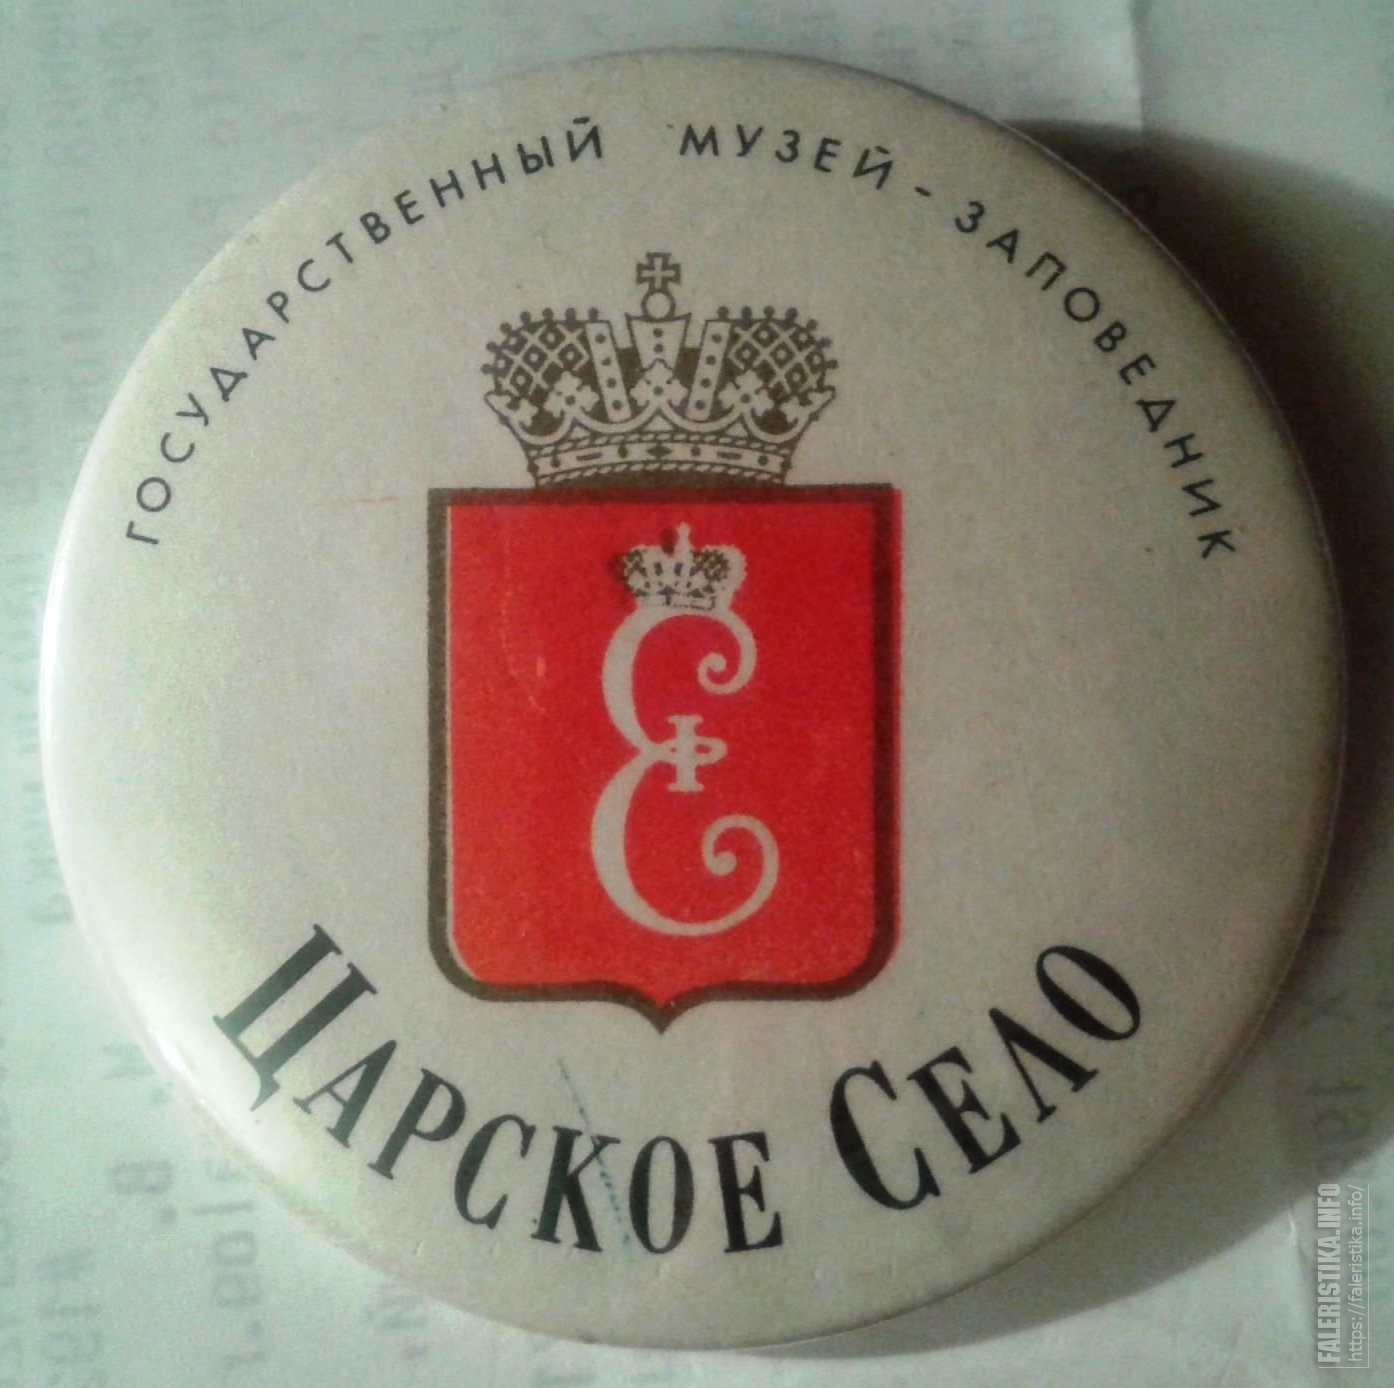 ГОСУДАРСТВЕННЫЙ МУЗЕЙ - ЗАПОВЕДНИК
ЦАРСКОЕ СЕЛО
FALERISTIKA.INFO
https://faleristika.info/